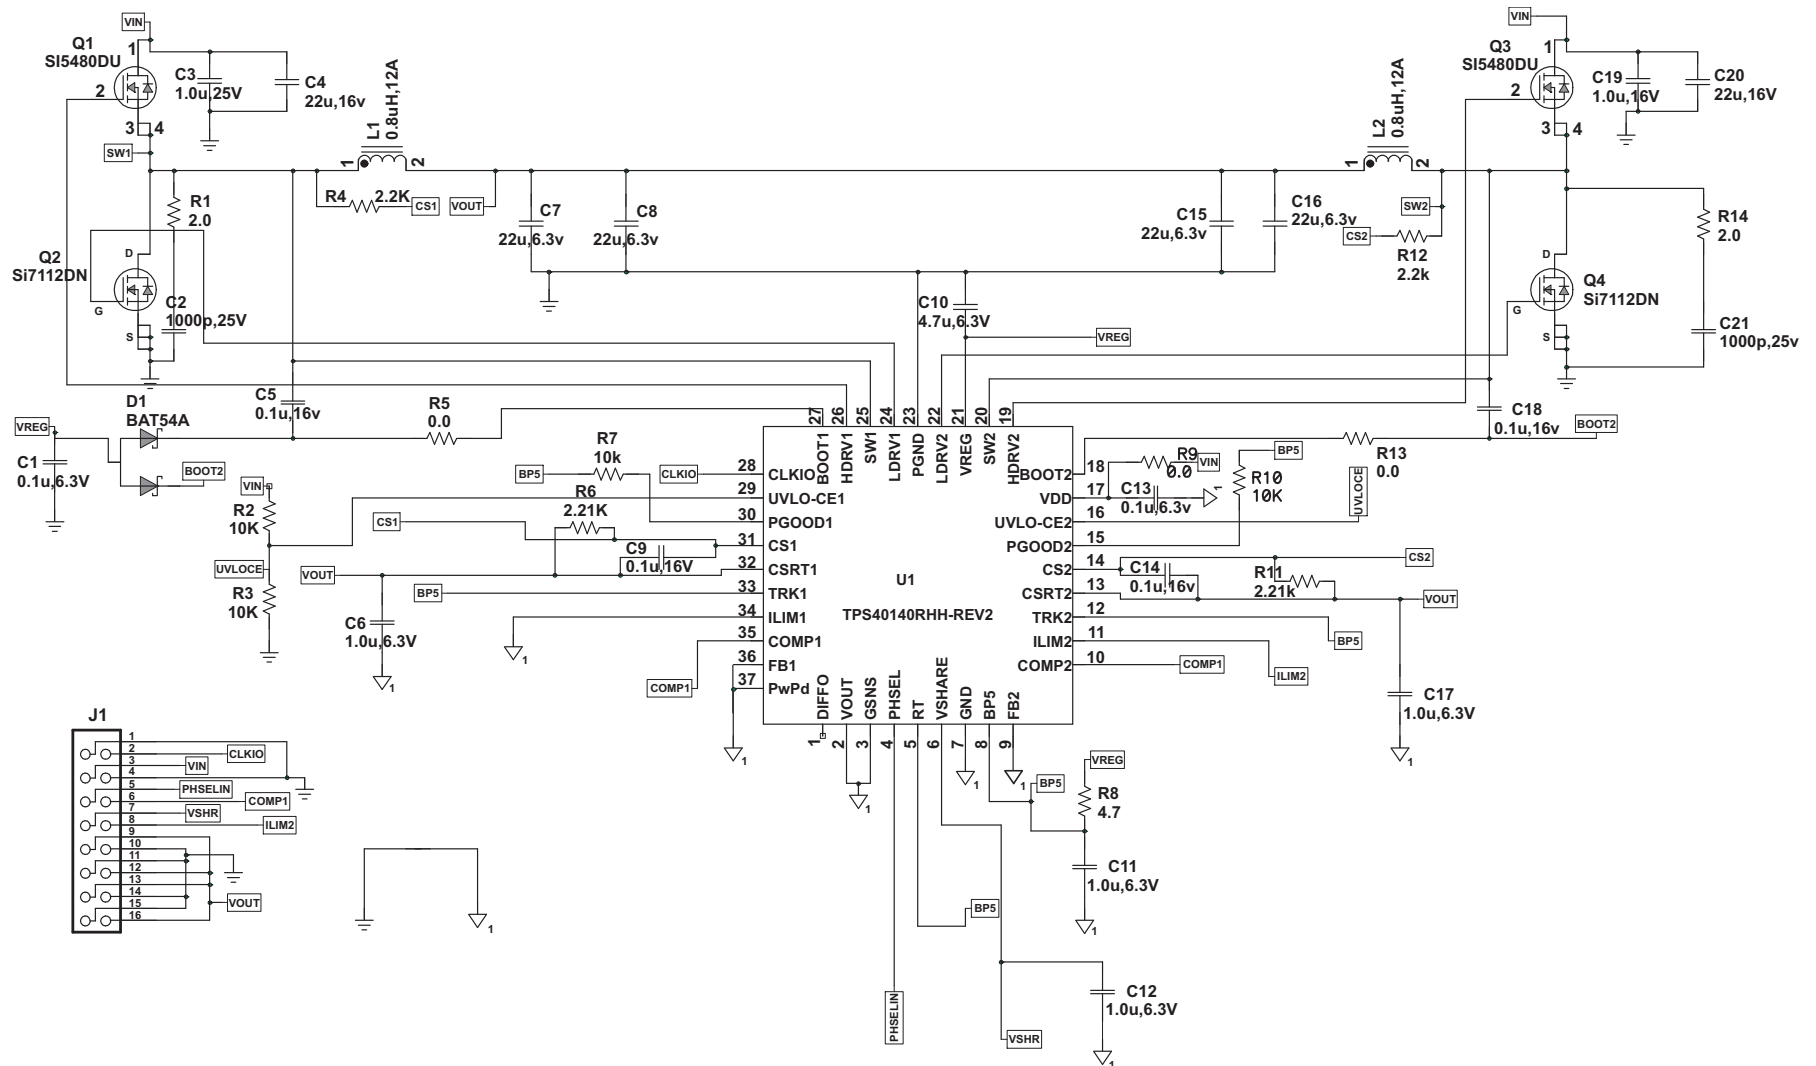 VIN
Q1
SI5480DU
1
2
3
4
SW1
C3
1.0u,25V
C4
22u,16v
L1
0.8uH,12A
1
2
R1
2.0
R4
2.2K
CS1
VOUT
C7
22u,6.3v
C8
22u,6.3v
Q2
Si7112DN
D
G
S
C2
1000p,25V
VIN
Q3
SI5480DU
1
2
3
4
C19
1.0u,16V
C20
22u,16V
L2
0.8uH,12A
1
2
C15
22u,6.3v
C16
22u,6.3v
SW2
CS2
R12
2.2k
R14
2.0
D
Q4
Si7112DN
G
S
C21
1000p,25v
C10
4.7u,6.3V
VREG
VREG
D1
BAT54A
C5
0.1u,16v
R5
0.0
C1
0.1u,6.3V
BOOT2
VIN
R2
10K
UVLOCE
R3
10K
R7
10k
BP5
CLKIO
R6
2.21K
CS1
C9
0.1u,16V
VOUT
BP5
C6
1.0u,6.3V
1
1
COMP1
1
27
26
25
24
23
22
21
20
19
BOOT1
HDRV1
SW1
LDRV1
PGND
LDRV2
VREG
SW2
HDRV2
28
CLKIO
29
UVLO-CE1
30
PGOOD1
31
CS1
32
CSRT1
33
TRK1
34
ILIM1
35
COMP1
36
FB1
37
PwPd
U1
TPS40140RHH-REV2
BOOT2
18
VDD
17
UVLO-CE2
16
PGOOD2
15
CS2
14
CSRT2
13
TRK2
12
ILIM2
11
COMP2
10
DIFFO
VOUT
GSNS
PHSEL
RT
VSHARE
GND
BP5
FB2
1
2
3
4
5
6
7
8
9
C18
0.1u,16v
BOOT2
R13
0.0
R9
0.0
VIN
C13
0.1u,6.3v
1
BP5
R10
10K
UVLOCE
C14
0.1u,16v
R11
2.21k
CS2
VOUT
BP5
COMP1
ILIM2
C17
1.0u,6.3V
1
1
1
1
BP5
VREG
R8
4.7
C11
1.0u,6.3V
1
BP5
PHSELIN
C12
1.0u,6.3V
VSHR
1
J1
1
2
CLKIO
3
VIN
4
5
PHSELIN
6
COMP1
7
VSHR
8
ILIM2
9
10
11
12
13
14
15
16
VOUT
1